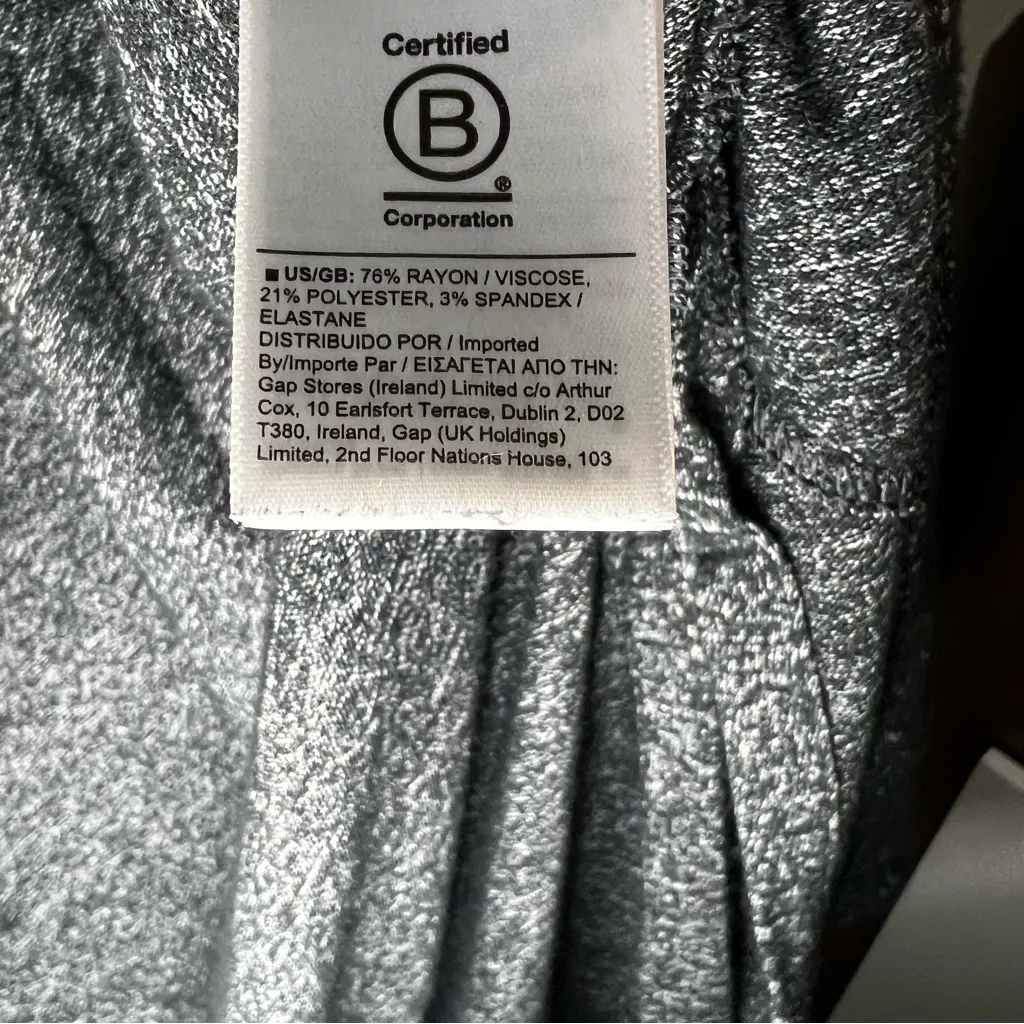 Certified
B
®
Corporation
■ US/GB: 76% RAYON / VISCOSE,
21% POLYESTER, 3% SPANDEX /
ELASTANE
DISTRIBUIDO POR / Imported
By/Importe Par / ΕΙΣΑΓΕΤΑΙ ΑΠΟ ΤΗΝ:
Gap Stores (Ireland) Limited c/o Arthur
Cox, 10 Earlsfort Terrace, Dublin 2, D02
T380, Ireland, Gap (UK Holdings)
Limited, 2nd Floor Nations House, 103